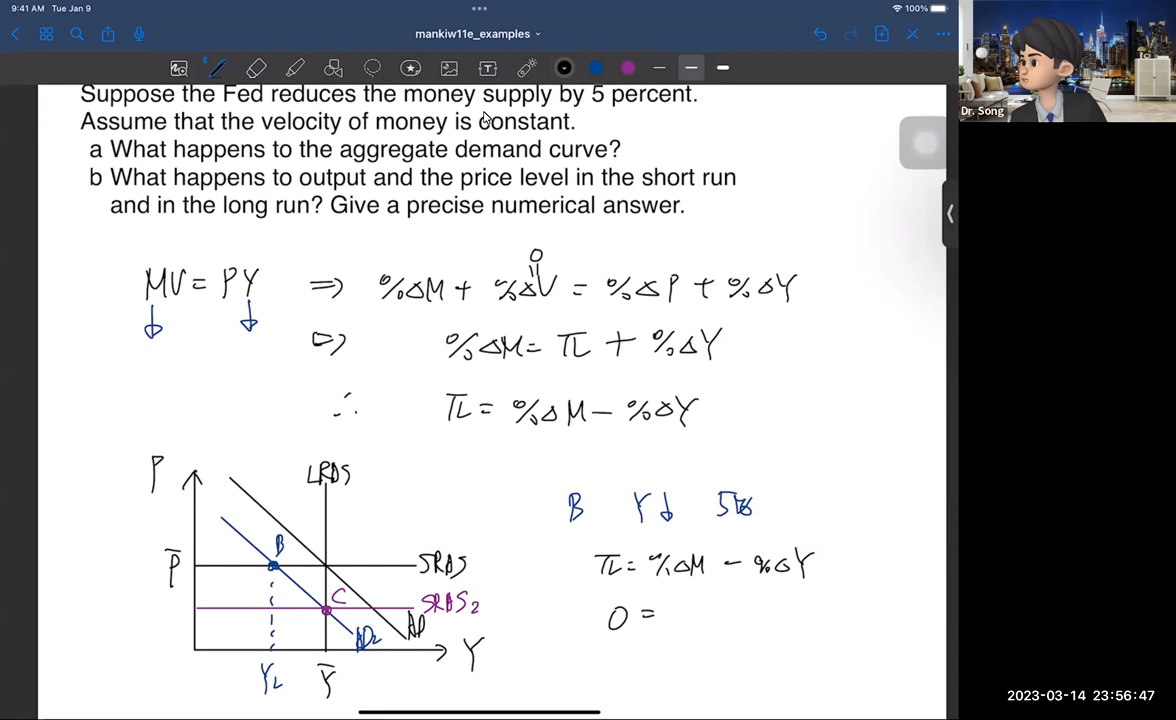 9:41 AM Tue Jan 9
100%
mankiw11e_examples
Suppose the Fed reduces the money supply by 5 percent.
Assume that the velocity of money is constant.
a What happens to the aggregate demand curve?
b What happens to output and the price level in the short run
and in the long run? Give a precise numerical answer.
0
MV = PY ⇒ %ΔM + %ΔV = %ΔP + %ΔY
↓ ↓
⇒ %ΔM = π + %ΔY
∴ π = %ΔM − %ΔY
P
LRAS
B
P̄
SRAS
C
SRAS2
AD
AD2
Y
YL
Ȳ
B Y↓ 5%
π = %ΔM − %ΔY
0 =
Dr. Song
2023-03-14 23:56:47